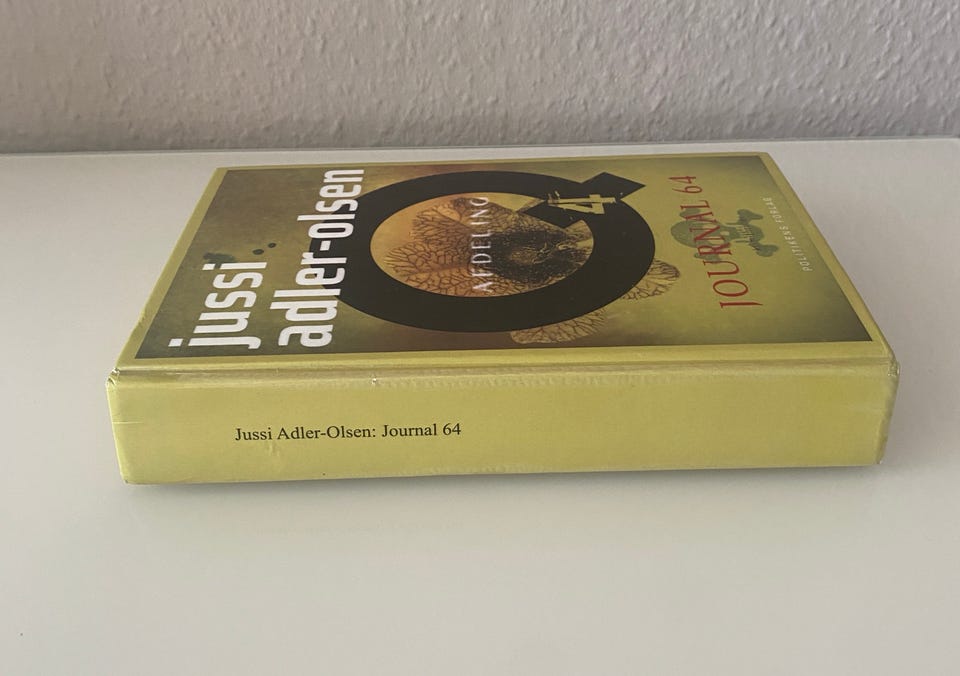 jussi
adler-olsen
AFDELING
Q
4
JOURNAL 64
POLITIKENS FORLAG
Jussi Adler-Olsen: Journal 64